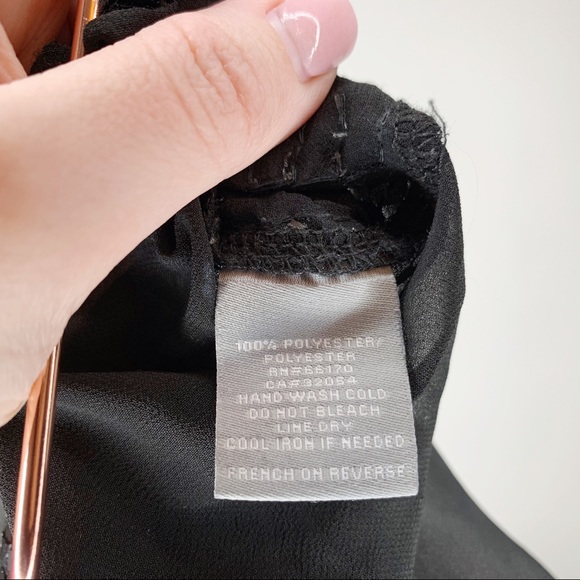 100% POLYESTER/
POLYESTER
RN#66170
CA#32054
HAND WASH COLD
DO NOT BLEACH
LINE DRY
COOL IRON IF NEEDED
FRENCH ON REVERSE